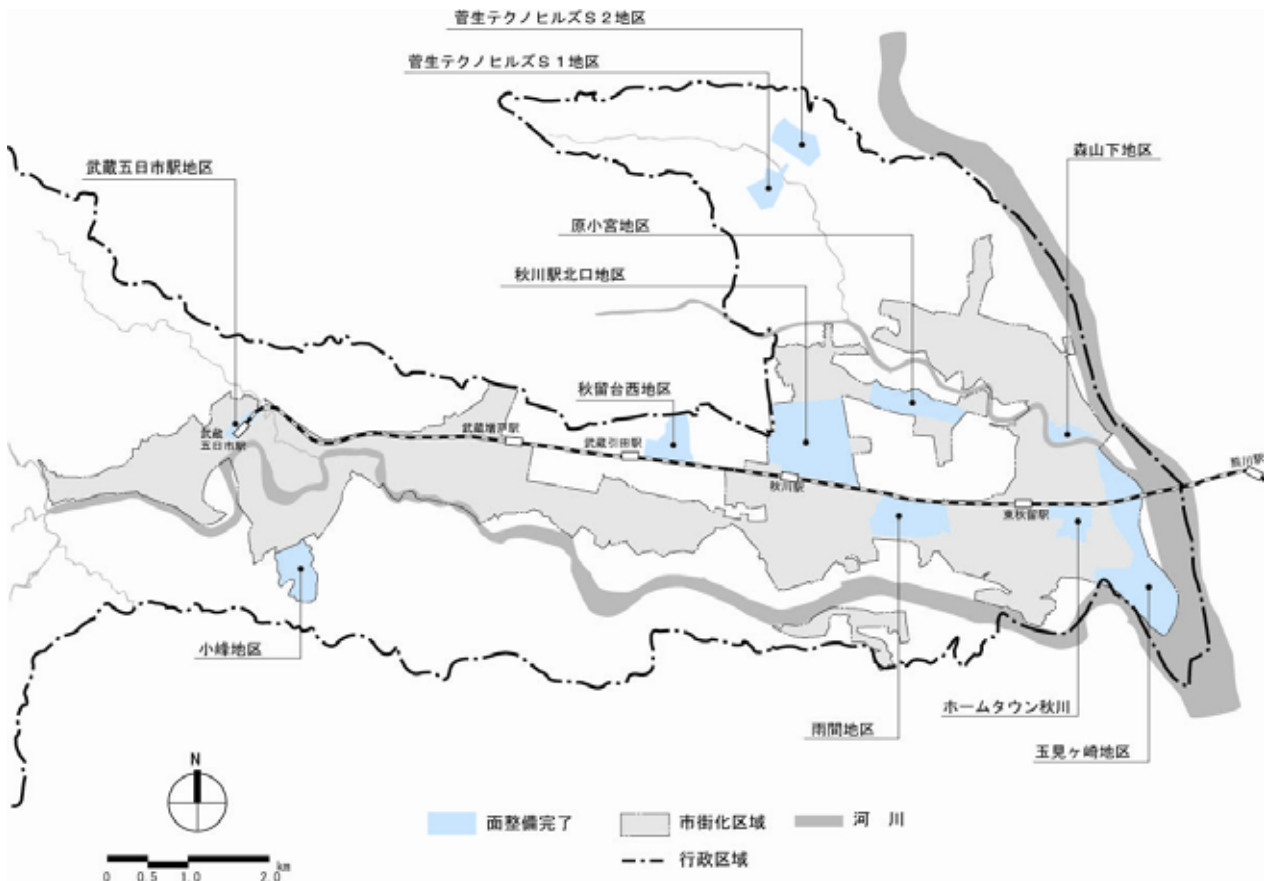 菅生テクノヒルズS2地区
菅生テクノヒルズS1地区
武蔵五日市駅地区
森山下地区
原小宮地区
秋川駅北口地区
秋留台西地区
武蔵
五日市駅
武蔵増戸駅
武蔵引田駅
秋川駅
東秋留駅
熊川駅
小峰地区
雨間地区
ホームタウン秋川
玉見ヶ崎地区
N
面整備完了
市街化区域
河 川
行政区域
0 0.5 1.0 2.0 km